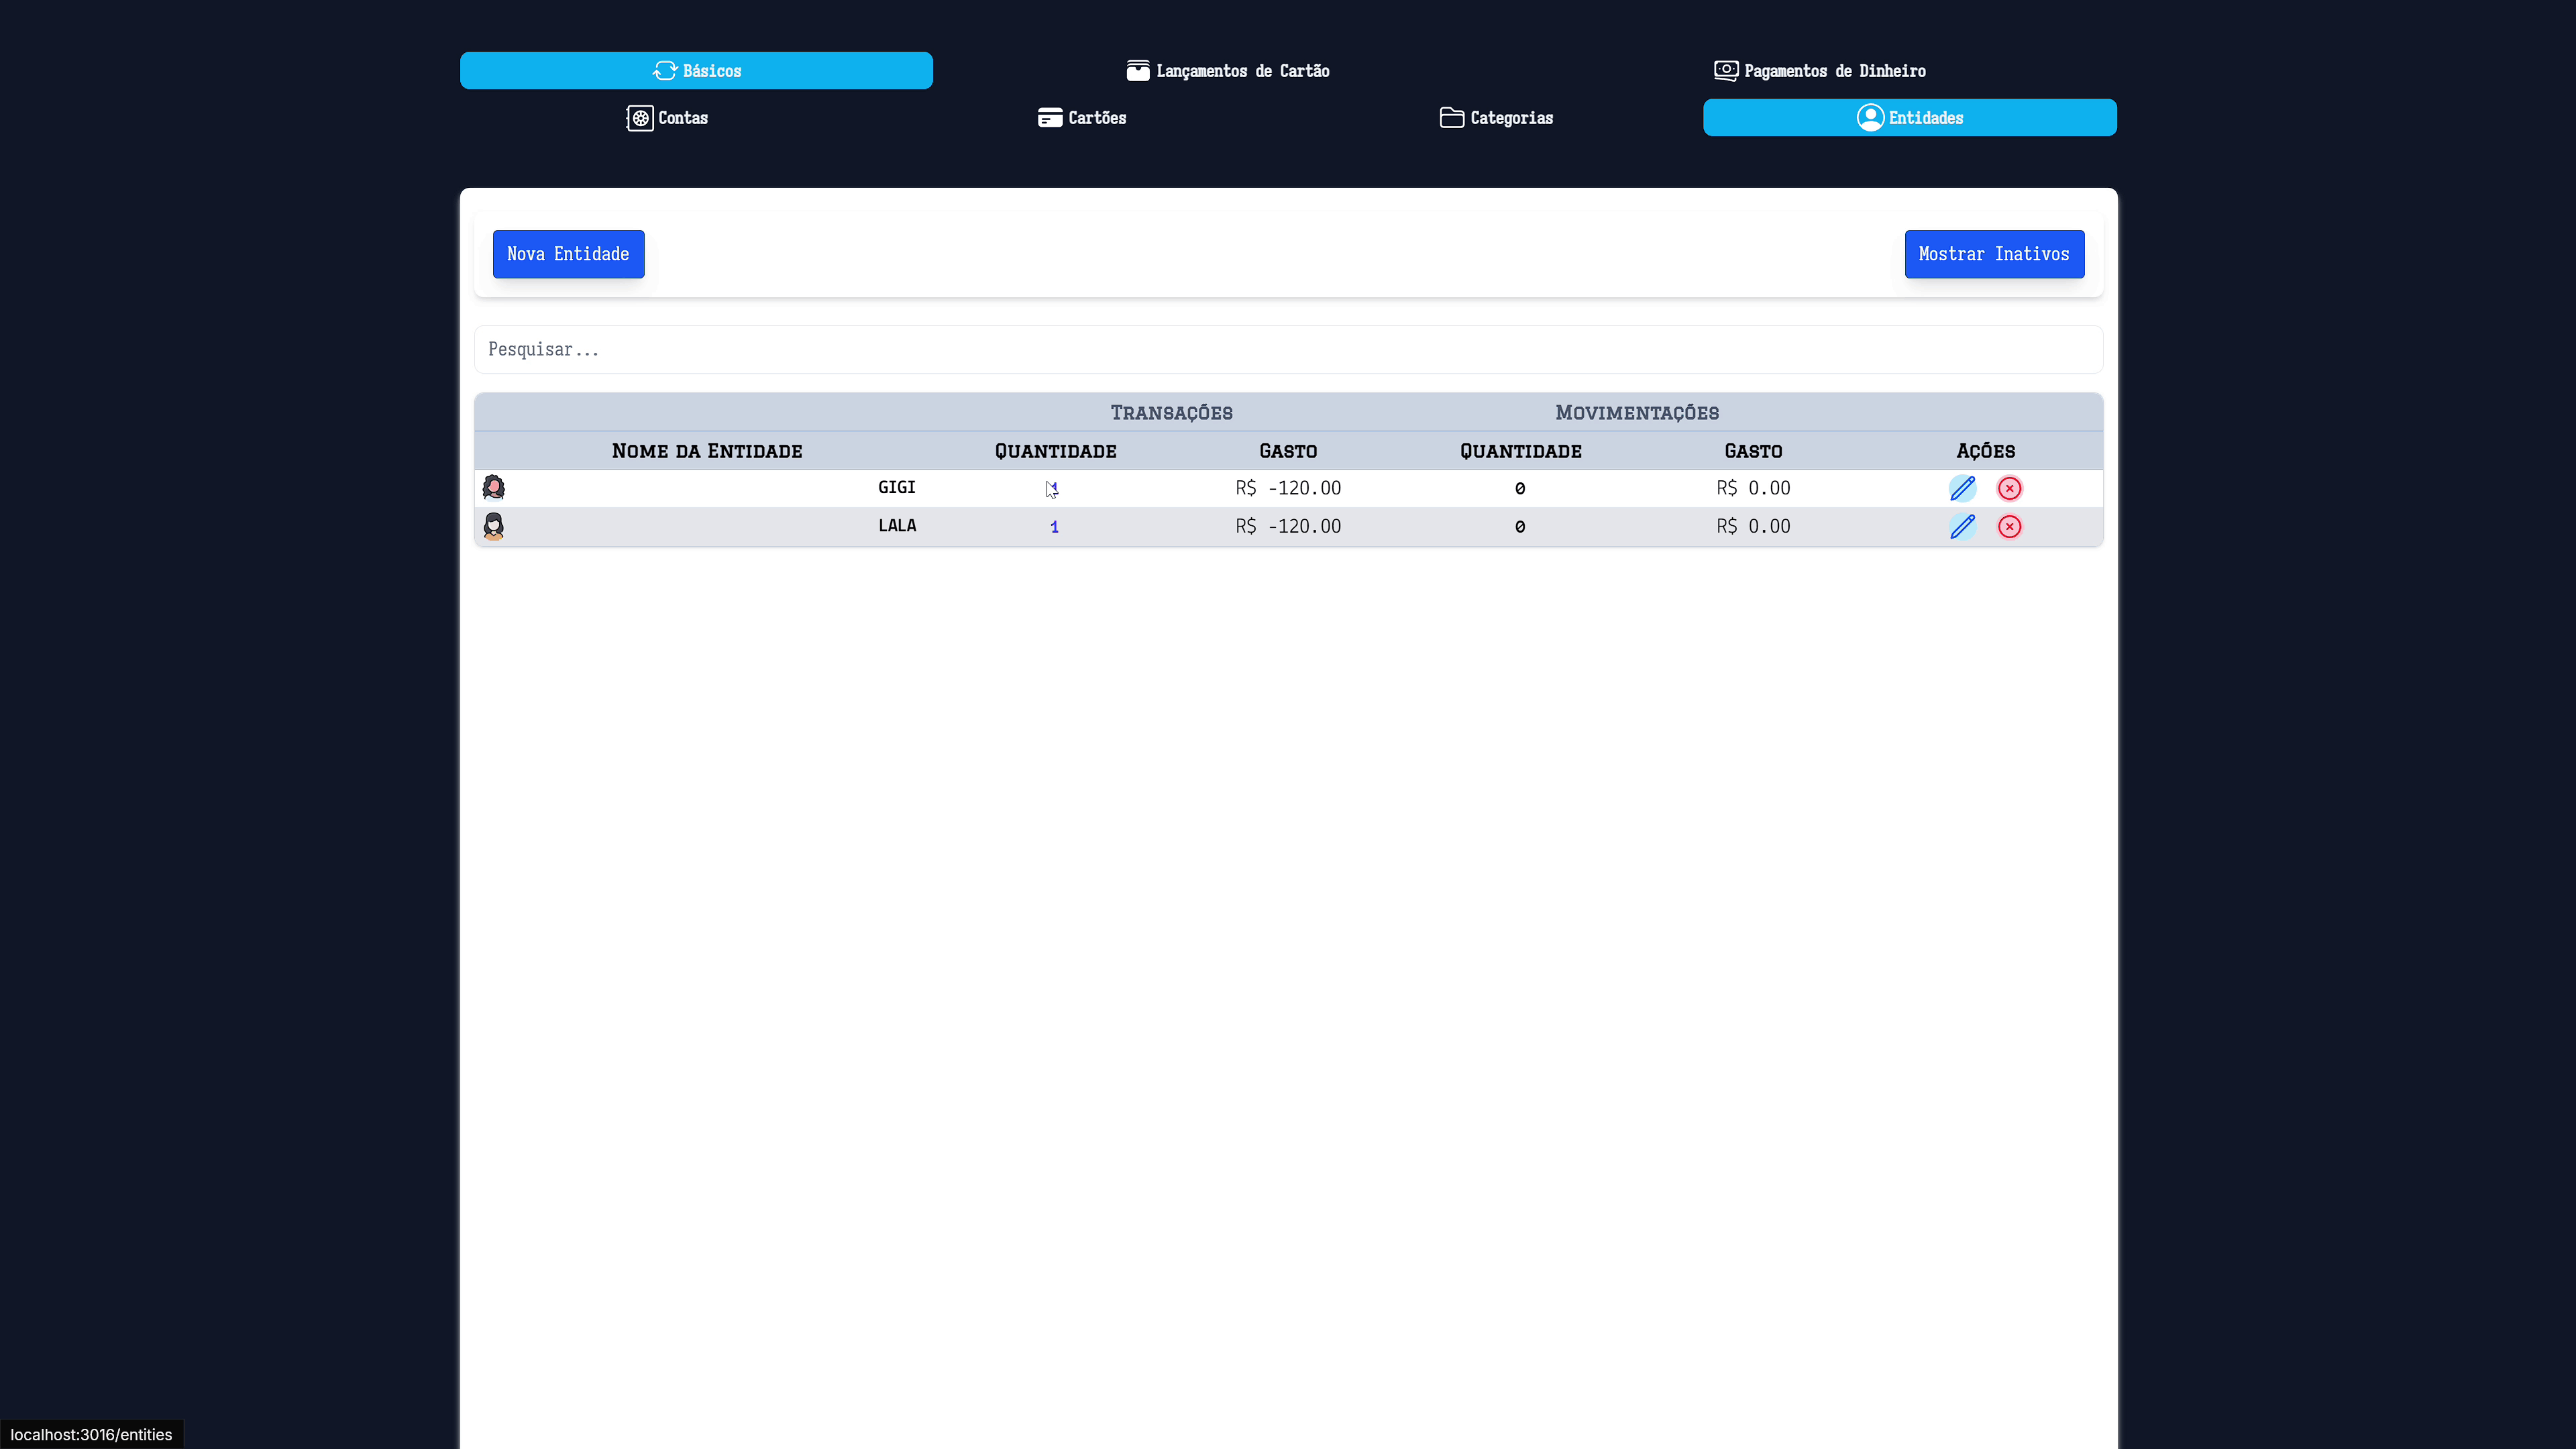 Básicos Lançamentos de Cartão Pagamentos de Dinheiro
Contas Cartões Categorias Entidades
Nova Entidade Mostrar Inativos
Pesquisar...
Transações Movimentações
Nome da Entidade Quantidade Gasto Quantidade Gasto Ações
GIGI 1 R$ -120.00 0 R$ 0.00
LALA 1 R$ -120.00 0 R$ 0.00
localhost:3016/entities